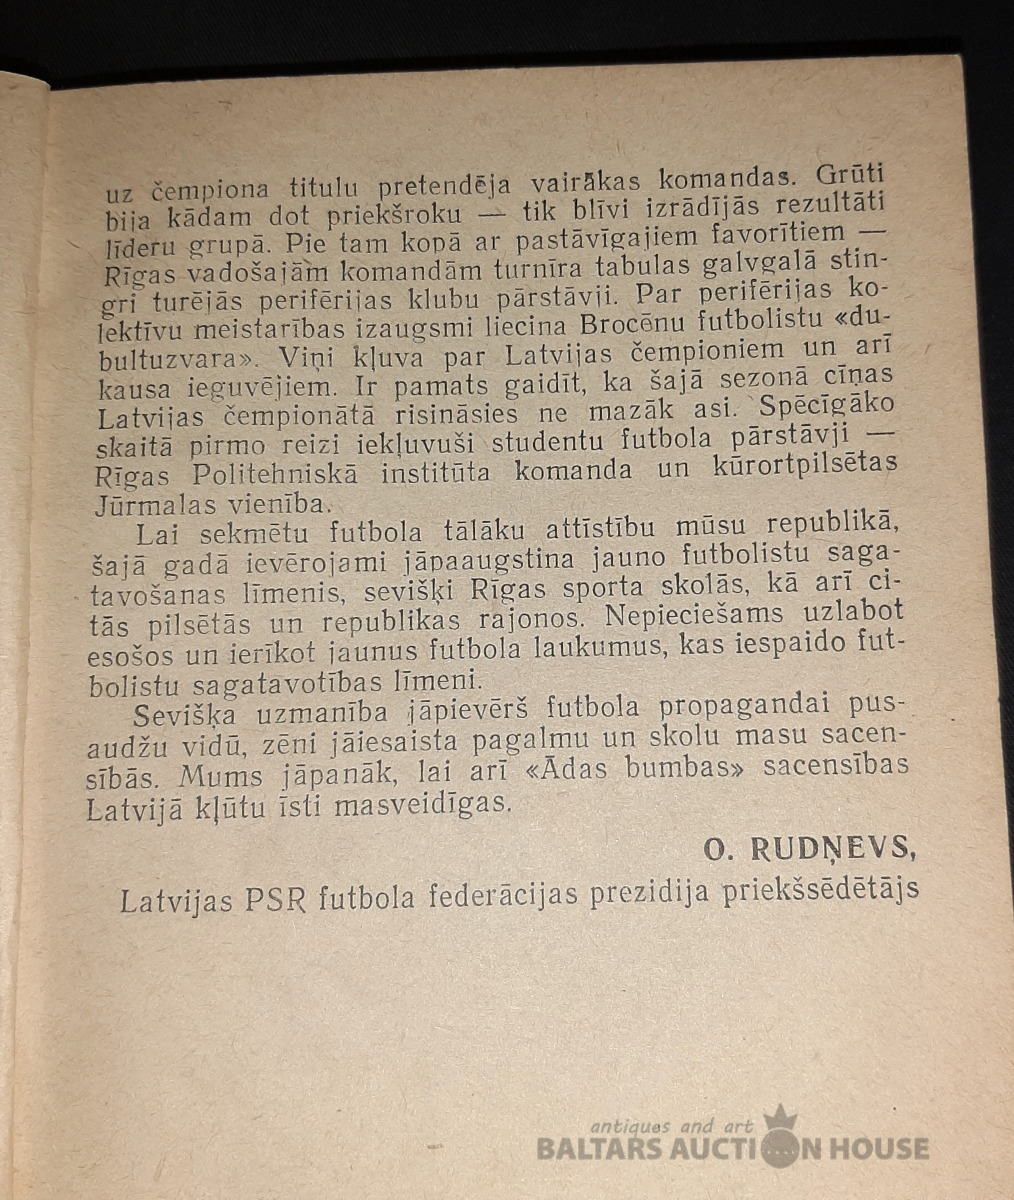 uz čempiona titulu pretendēja vairākas komandas. Grūti
bija kādam dot priekšroku — tik blīvi izrādījās rezultāti
līderu grupā. Pie tam kopā ar pastāvīgajiem favorītiem —
Rīgas vadošajām komandām turnīra tabulas galvgalā stin-
gri turējās perifērijas klubu pārstāvji. Par perifērijas ko-
lektīvu meistarības izaugsmi liecina Brocēnu futbolistu «du-
bultuzvara». Viņi kļuva par Latvijas čempioniem un arī
kausa ieguvējiem. Ir pamats gaidīt, ka šajā sezonā cīņas
Latvijas čempionātā risināsies ne mazāk asi. Spēcīgāko
skaitā pirmo reizi iekļuvuši studentu futbola pārstāvji —
Rīgas Politehniskā institūta komanda un kūrortpilsētas
Jūrmalas vienība.
Lai sekmētu futbola tālāku attīstību mūsu republikā,
šajā gadā ievērojami jāpaaugstina jauno futbolistu saga-
tavošanas līmenis, sevišķi Rīgas sporta skolās, kā arī ci-
tās pilsētās un republikas rajonos. Nepieciešams uzlabot
esošos un ierīkot jaunus futbola laukumus, kas iespaido fut-
bolistu sagatavotības līmeni.
Sevišķa uzmanība jāpievērš futbola propagandai pus-
audžu vidū, zēni jāiesaista pagalmu un skolu masu sacen-
sībās. Mums jāpanāk, lai arī «Ādas bumbas» sacensības
Latvijā kļūtu īsti masveidīgas.
O. RUDŅEVS,
Latvijas PSR futbola federācijas prezidija priekšsēdētājs
antiques and art
BALTARS AUCTION HOUSE